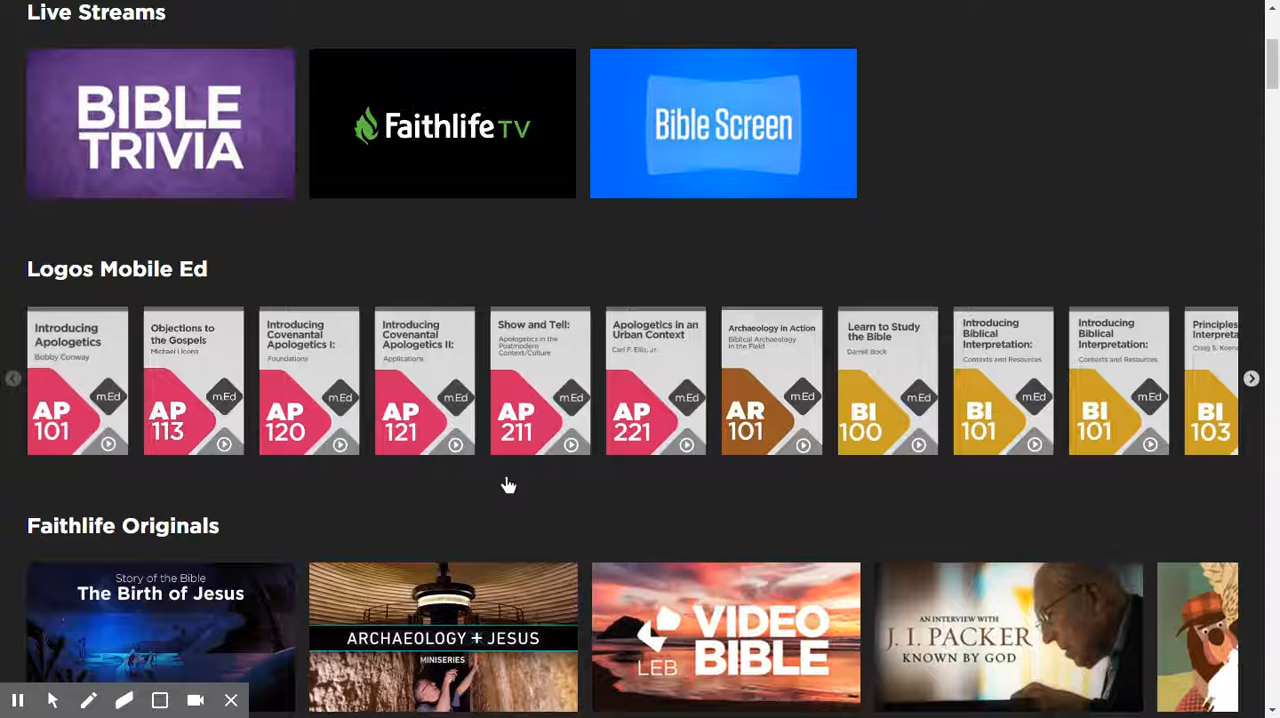 Live Streams
BIBLE
TRIVIA
Faithlife TV
Bible Screen
Logos Mobile Ed
Introducing
Apologetics
Bobby Conway
m.Ed
AP
101
Objections to
the Gospels
Michael Licona
m.Ed
AP
113
Introducing
Covenantal
Apologetics I:
Foundations
m.Ed
AP
120
Introducing
Covenantal
Apologetics II:
Applications
m.Ed
AP
121
Show and Tell:
Apologetics in the
Postmodern
Context/Culture
m.Ed
AP
211
Apologetics in an
Urban Context
Carl F. Ellis, Jr.
m.Ed
AP
221
Archaeology in Action
Biblical Archaeology
in the Field
m.Ed
AR
101
Learn to Study
the Bible
Darrell Bock
m.Ed
BI
100
Introducing
Biblical
Interpretation:
Contexts and Resources
m.Ed
BI
101
Introducing
Biblical
Interpretation:
Contexts and Resources
m.Ed
BI
101
Principles
Interpretat
Craig S. Keene
BI
103
Faithlife Originals
Story of the Bible
The Birth of Jesus
ARCHAEOLOGY + JESUS
MINISERIES
LEB
VIDEO
BIBLE
AN INTERVIEW WITH
J. I. PACKER
KNOWN BY GOD